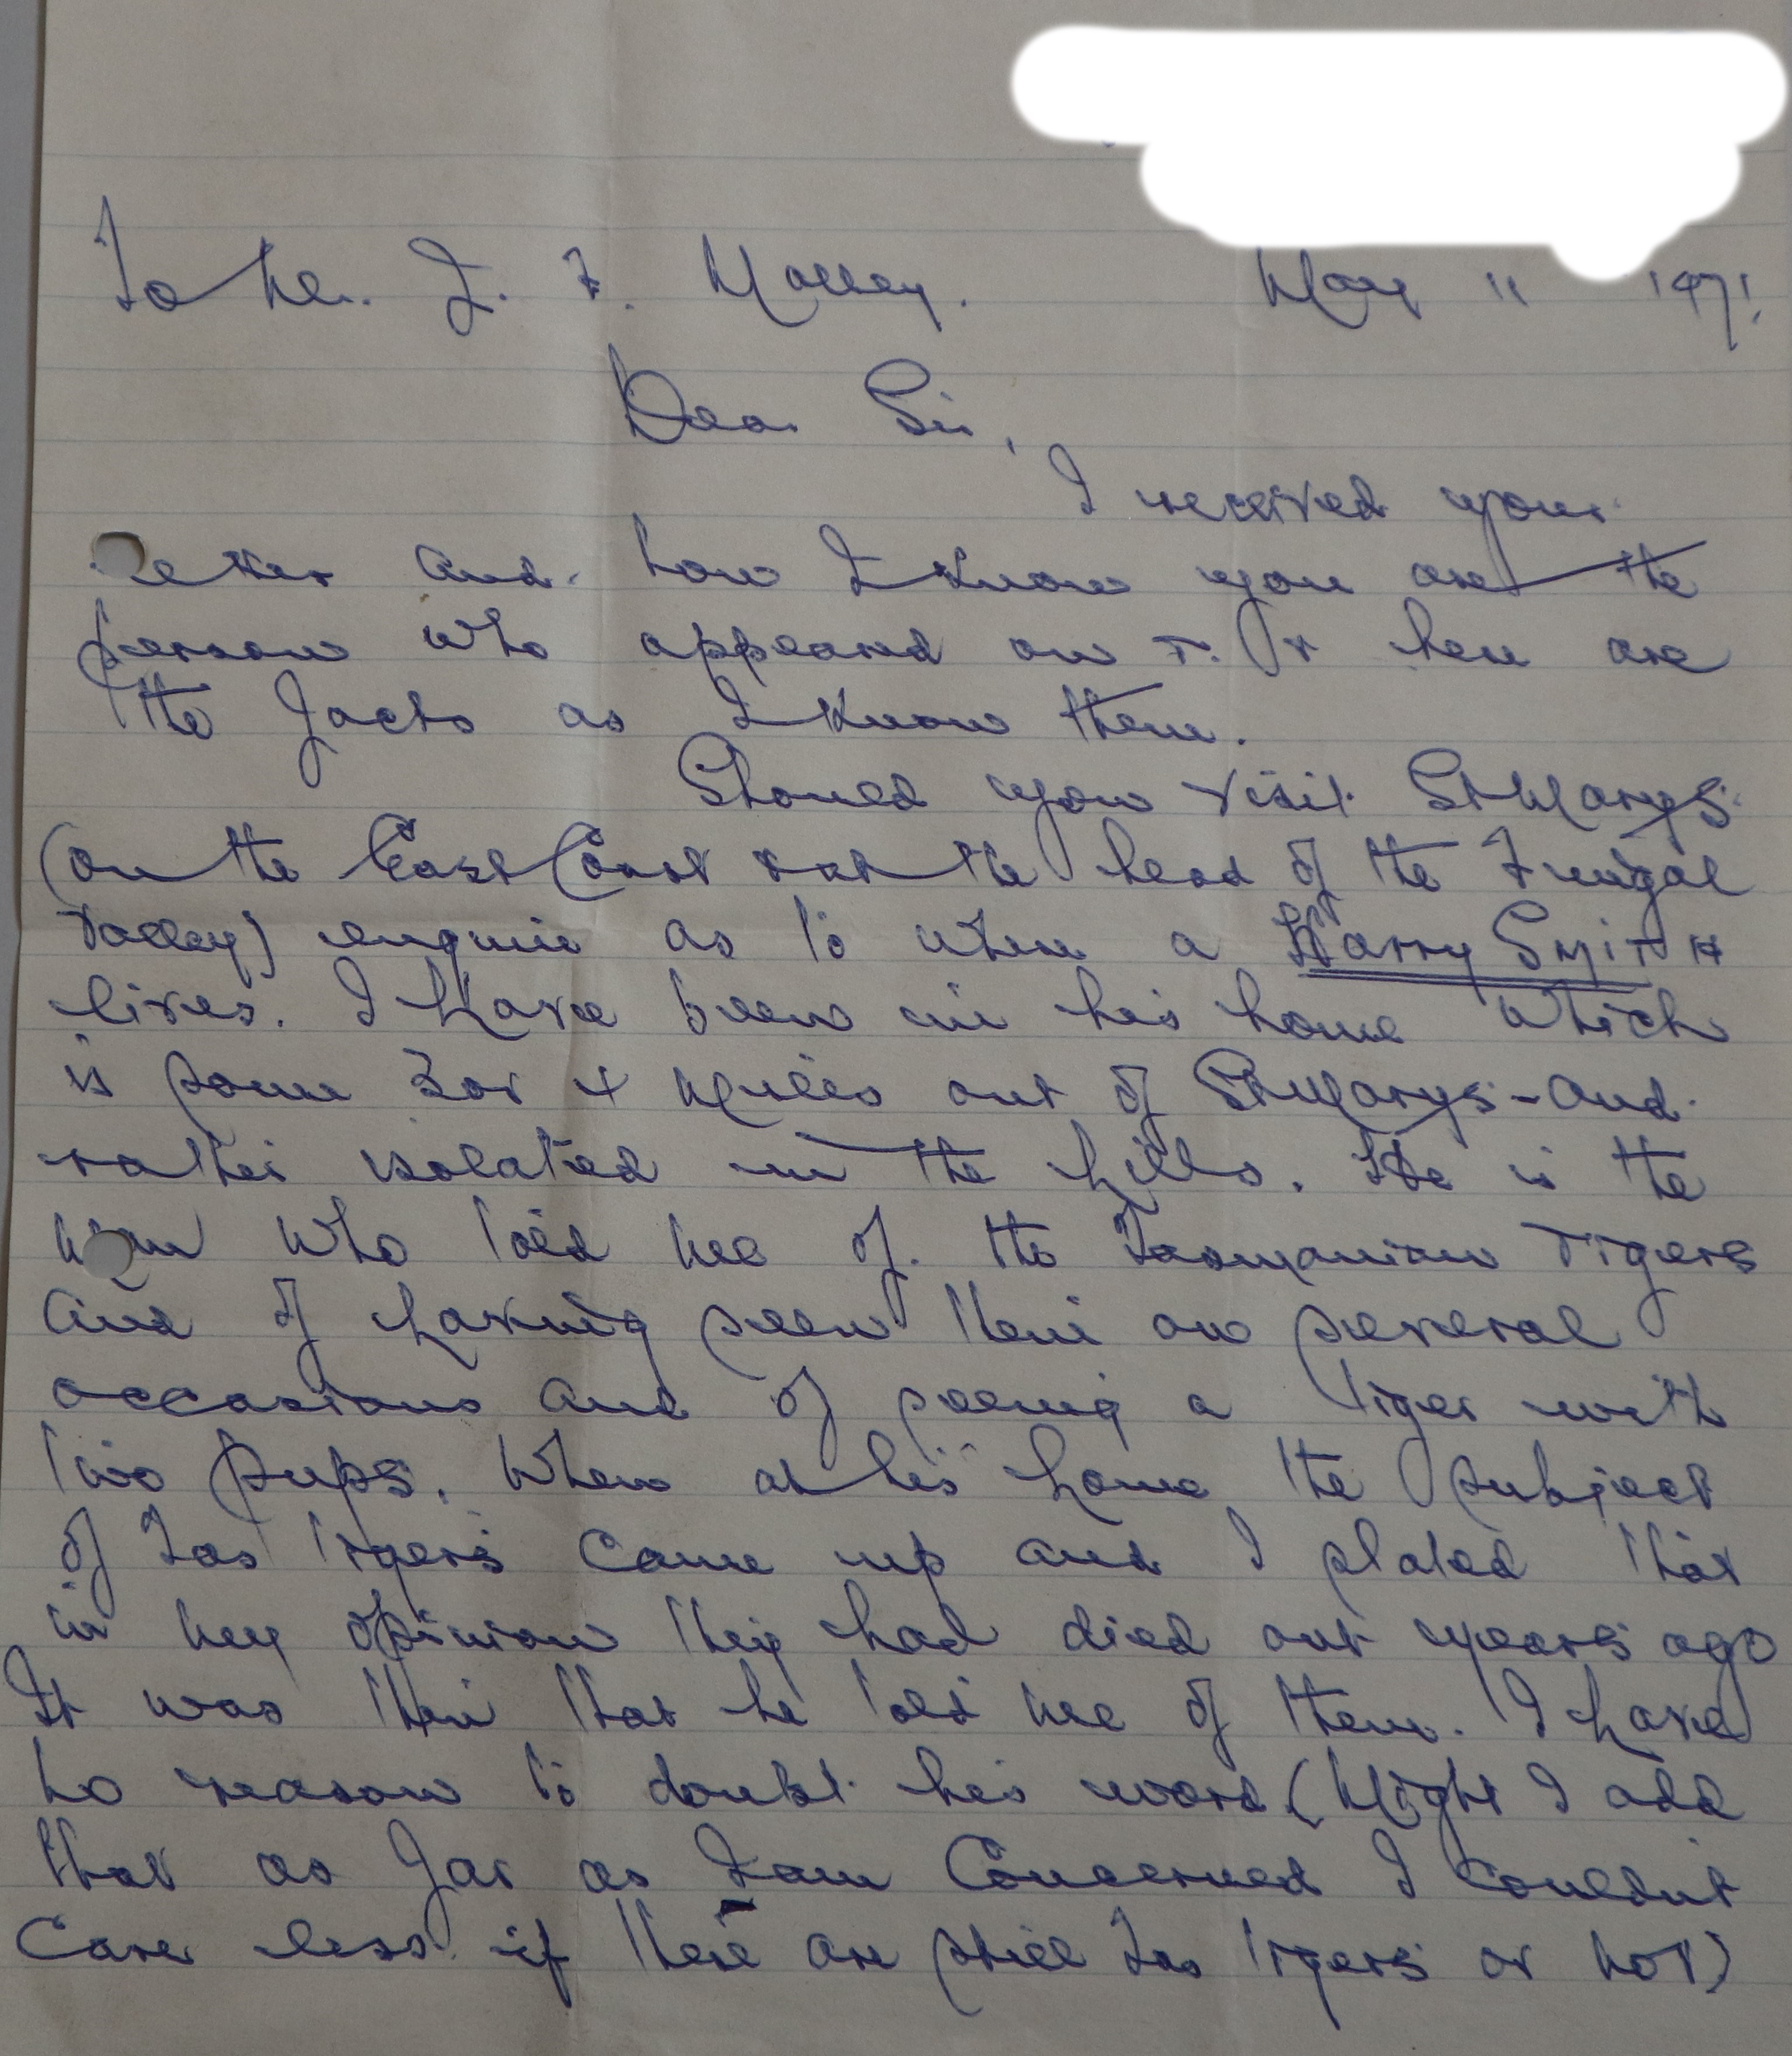 To Mr. J. F. Malley. May 11 1971
Dear Sir,
I received your
letter and now I know you are the
person who appeared on T.V here are
the facts as I know them.
Should you visit St Marys
(on the East Coast + at the head of the Fingal
Valley) enquire as to where a Harry SMITH
lives. I have been in his home which
is some 3 or 4 miles out of St Marys - and
rather isolated in the hills. He is the
man who told me of the Tasmanian Tigers
and of having seen them on several
occasions and of seeing a tiger with
two pups. When at his home the subject
of Tas tigers came up and I stated that
in my opinion they had died out years ago
It was then that he told me of them. I have
no reason to doubt his word (Might I add
that as far as I am concerned I couldnt
care less if there are still Tas tigers or not)